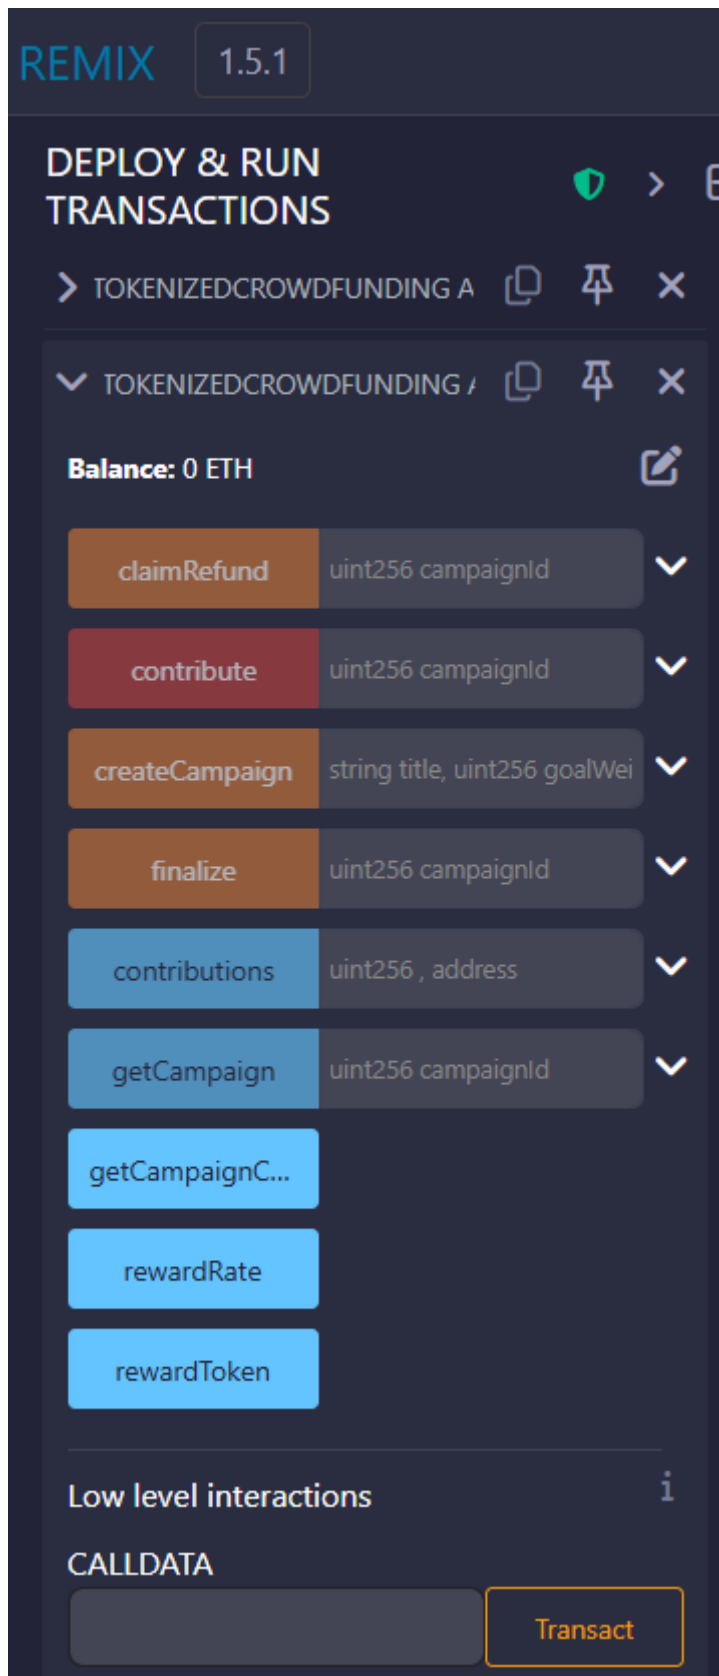 REMIX 1.5.1
DEPLOY & RUN
TRANSACTIONS
TOKENIZEDCROWDFUNDING A
TOKENIZEDCROWDFUNDING
Balance: 0 ETH
claimRefund uint256 campaignId
contribute uint256 campaignId
createCampaign string title, uint256 goalWei
finalize uint256 campaignId
contributions uint256 , address
getCampaign uint256 campaignId
getCampaignC...
rewardRate
rewardToken
Low level interactions i
CALLDATA
Transact